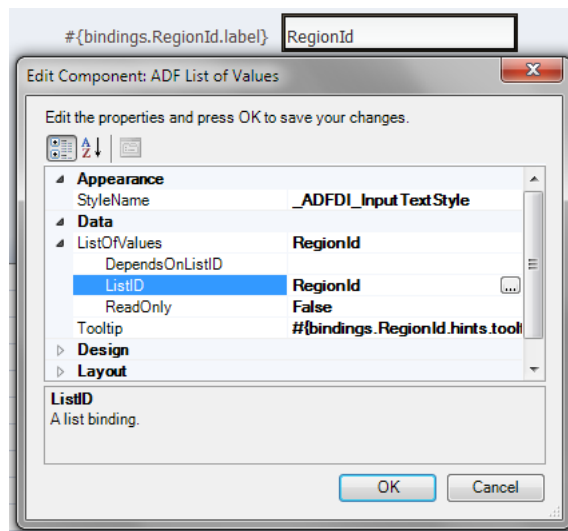 #{bindings.RegionId.label} RegionId
Edit Component: ADF List of Values
Edit the properties and press OK to save your changes.
Appearance
StyleName _ADFDI_InputTextStyle
Data
ListOfValues RegionId
DependsOnListID
ListID RegionId ...
ReadOnly False
Tooltip #{bindings.RegionId.hints.toolt
Design
Layout
ListID
A list binding.
OK Cancel